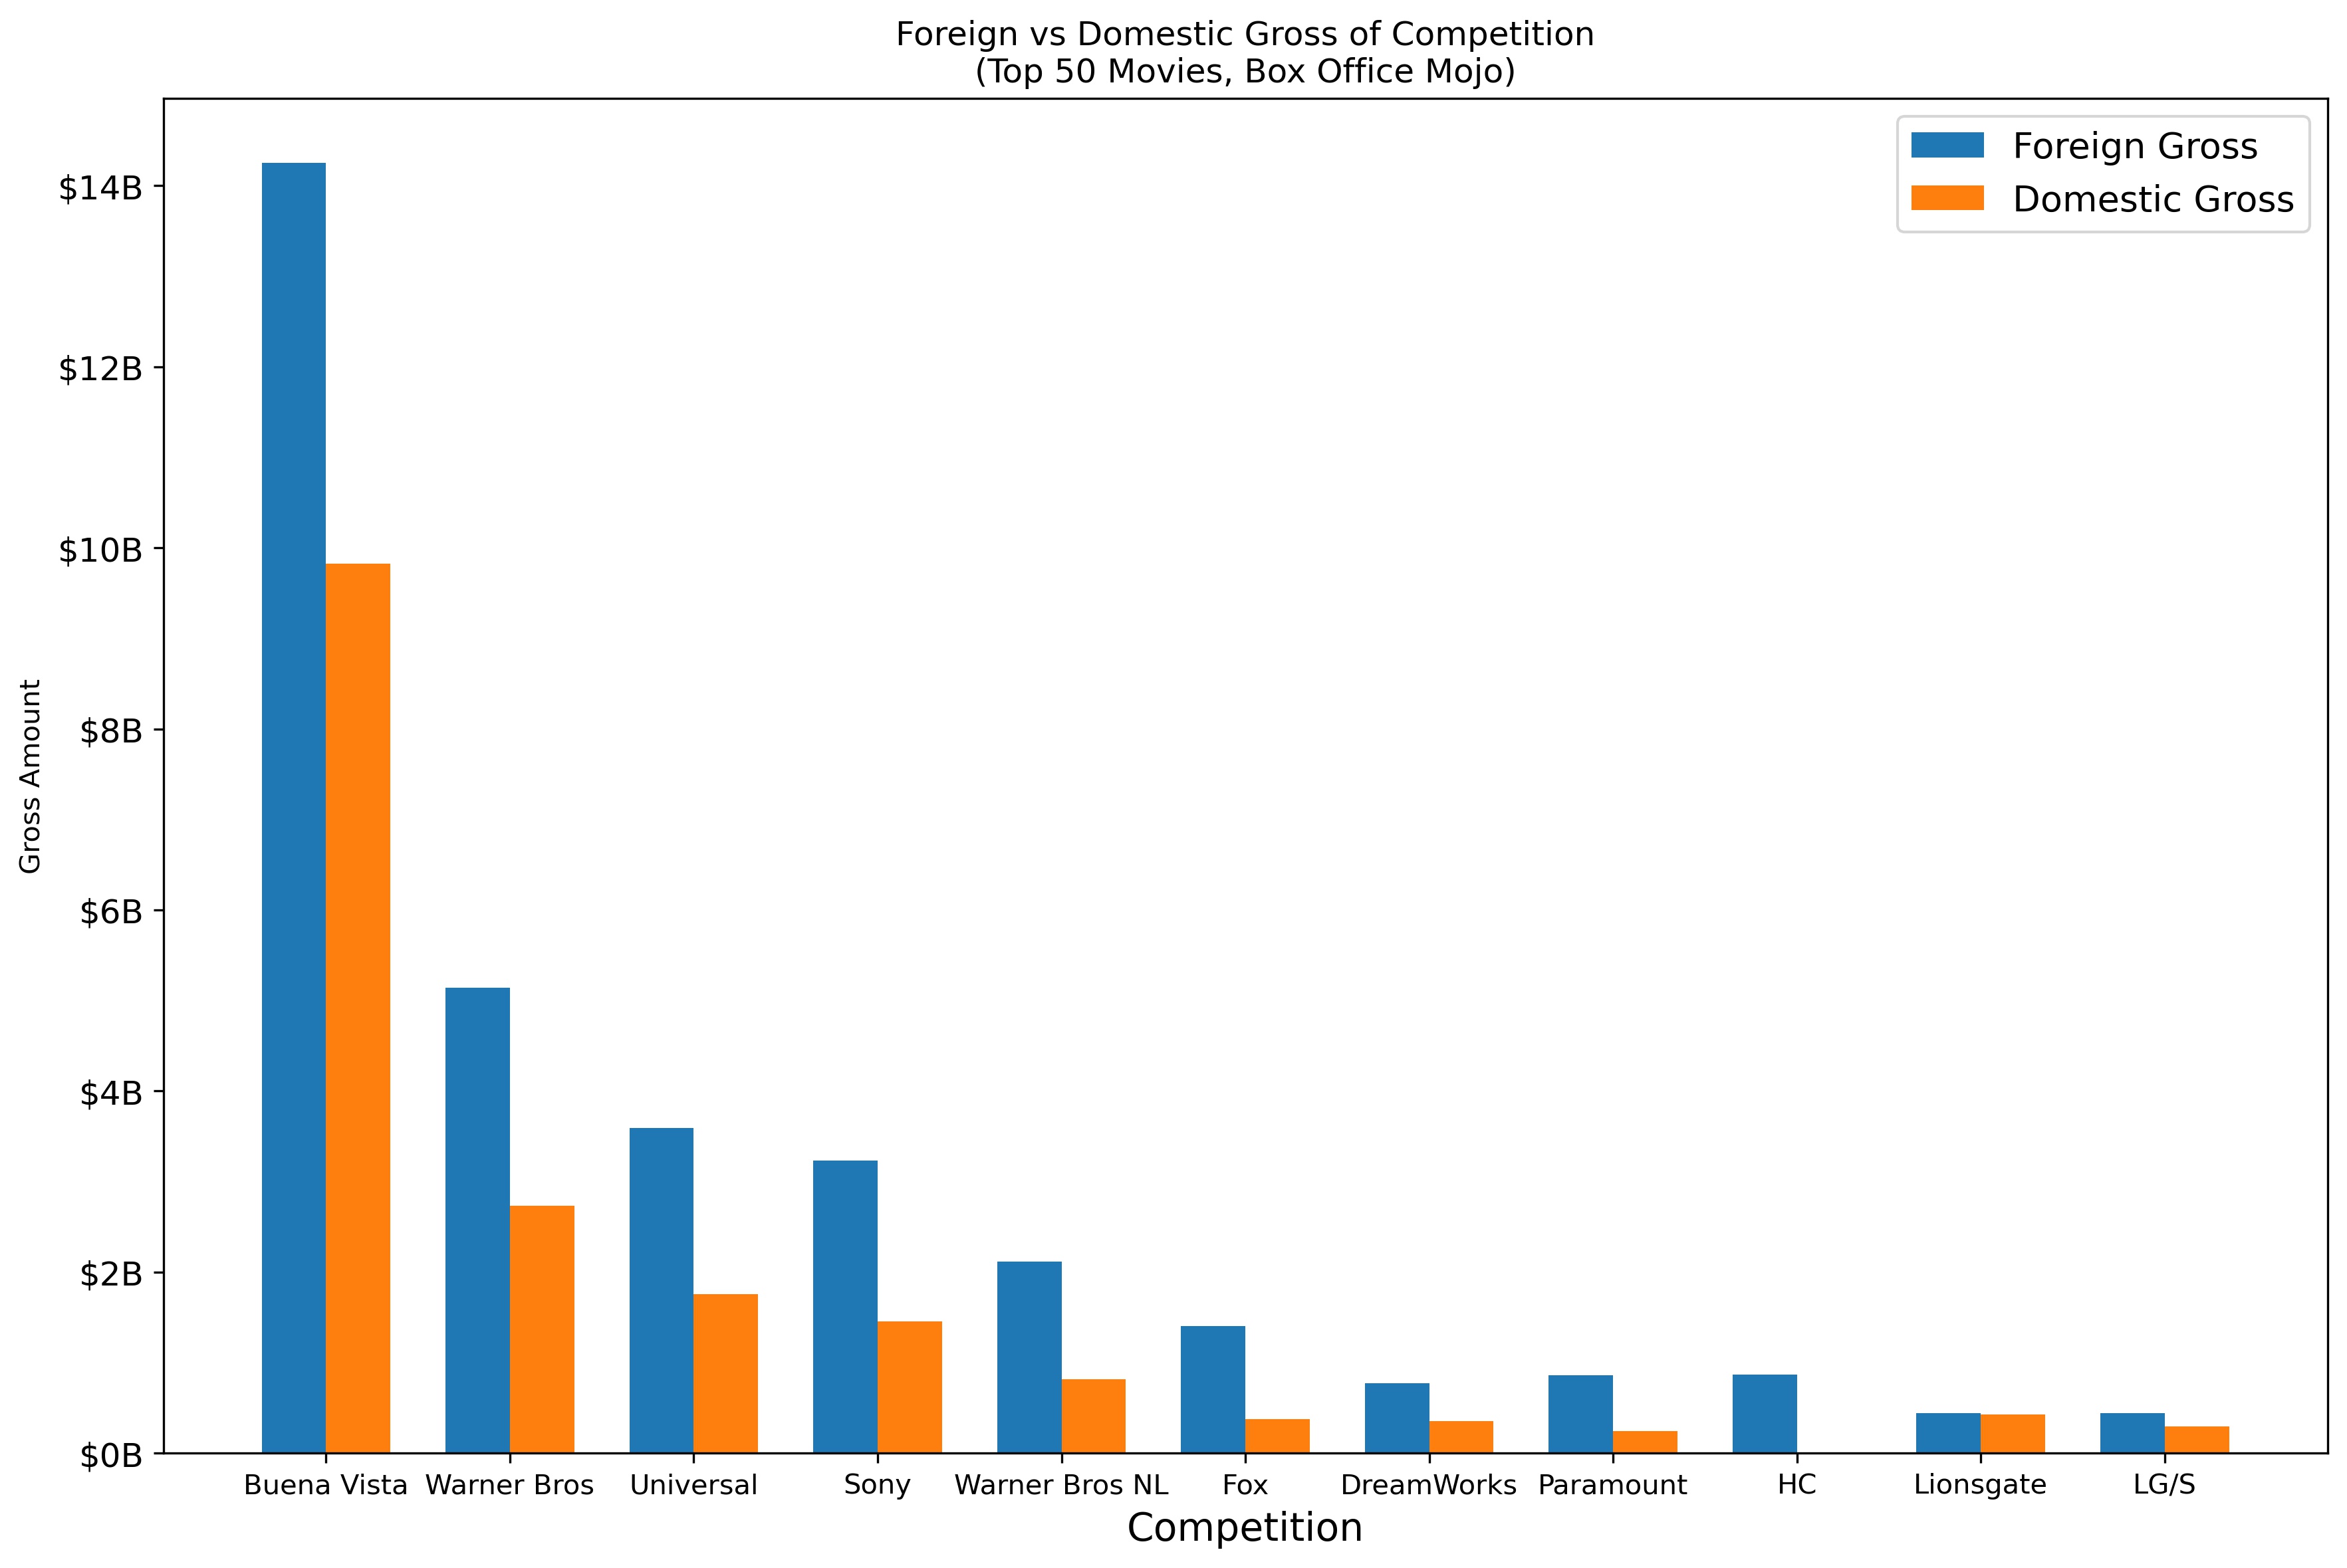 Foreign vs Domestic Gross of Competition
(Top 50 Movies, Box Office Mojo)
Foreign Gross
Domestic Gross
$14B
$12B
$10B
$8B
$6B
$4B
$2B
$0B
Gross Amount
Buena Vista
Warner Bros
Universal
Sony
Warner Bros NL
Fox
DreamWorks
Paramount
HC
Lionsgate
LG/S
Competition